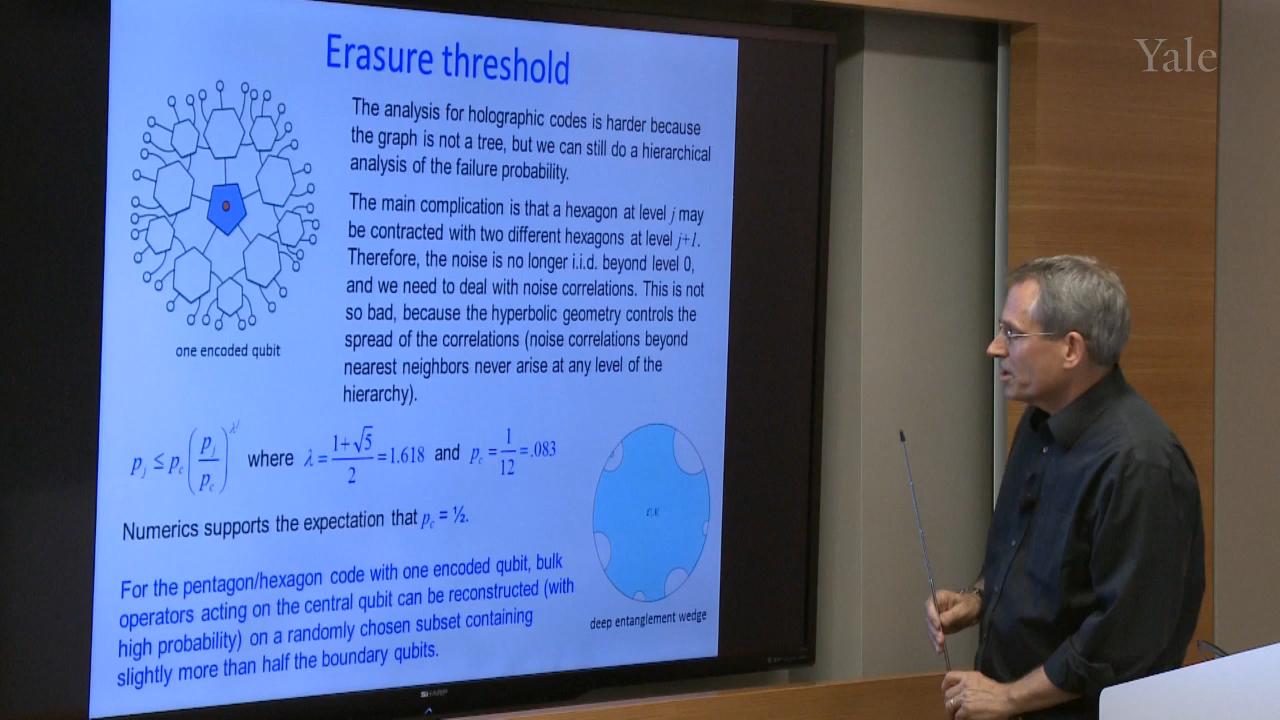 Yale
Erasure threshold
The analysis for holographic codes is harder because
the graph is not a tree, but we can still do a hierarchical
analysis of the failure probability.
The main complication is that a hexagon at level j may
be contracted with two different hexagons at level j+1.
Therefore, the noise is no longer i.i.d. beyond level 0,
and we need to deal with noise correlations. This is not
so bad, because the hyperbolic geometry controls the
spread of the correlations (noise correlations beyond
nearest neighbors never arise at any level of the
hierarchy).
one encoded qubit
p_j ≤ p_c (p_j / p_c)^{λ^j} where λ = (1+√5)/2 = 1.618 and p_c = 1/12 = .083
Numerics supports the expectation that p_c = ½.
For the pentagon/hexagon code with one encoded qubit, bulk
operators acting on the central qubit can be reconstructed (with
high probability) on a randomly chosen subset containing
slightly more than half the boundary qubits.
deep entanglement wedge
SHARP